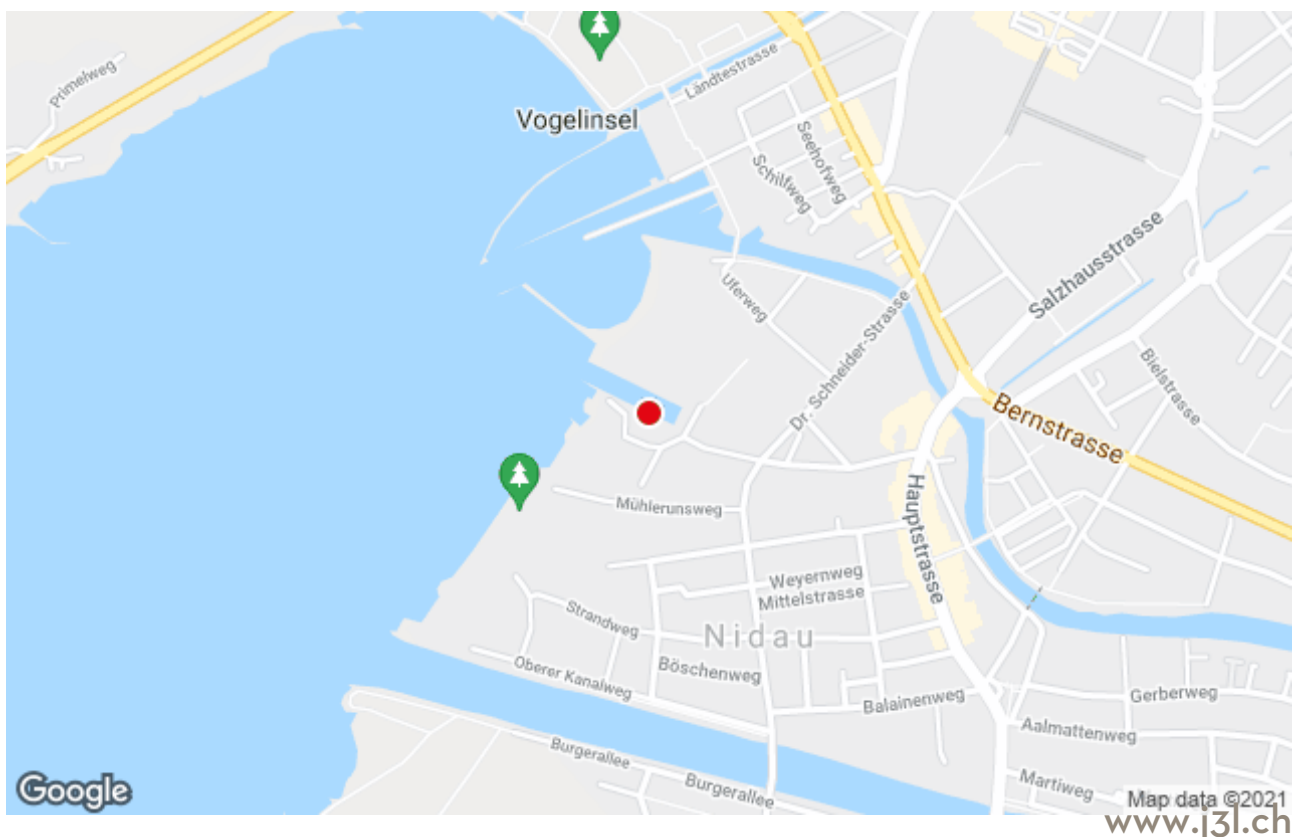 Primelweg
Vogelinsel
Ländtestrasse
Seehofweg
Schilfweg
Salzhausstrasse
Uferweg
Dr. Schneider-Strasse
Bielstrasse
Bernstrasse
Hauptstrasse
Mühlerunsweg
Weyernweg
Mittelstrasse
Strandweg
Nidau
Oberer Kanalweg
Böschenweg
Balainenweg
Gerberweg
Aalmattenweg
Burgerallee
Burgerallee
Martiweg
Google
Map data ©2021
www.j3l.ch